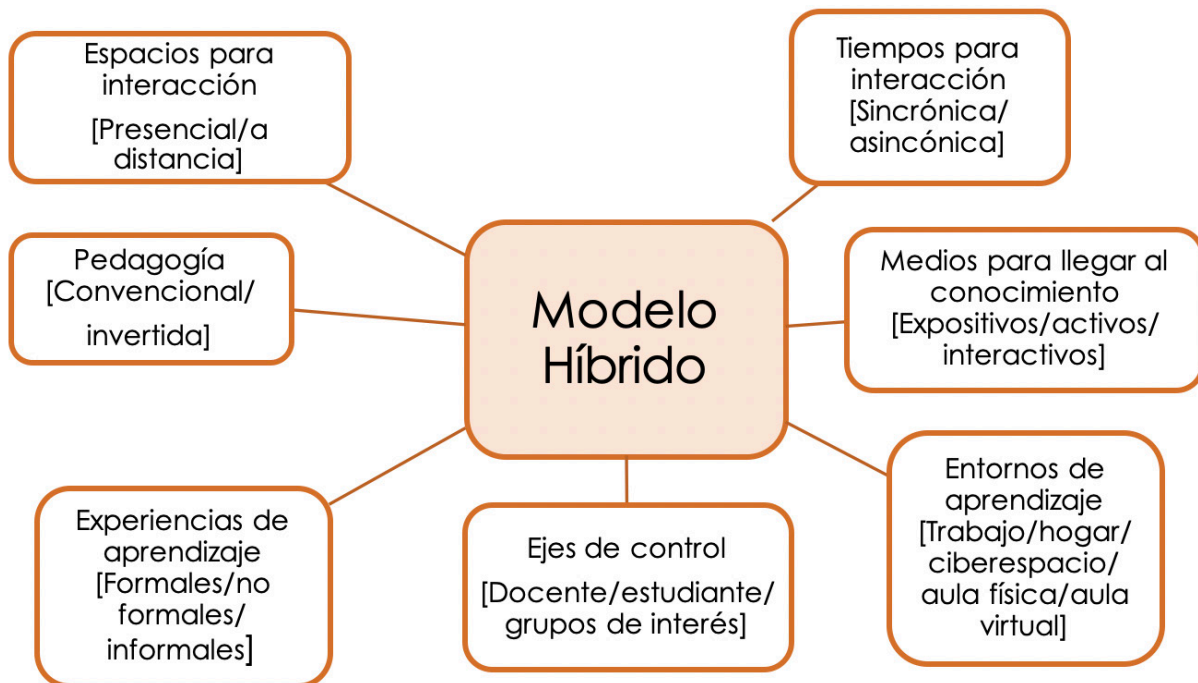 Espacios para
interacción
[Presencial/a
distancia]
Tiempos para
interacción
[Sincrónica/
asincónica]
Pedagogía
[Convencional/
invertida]
Modelo
Híbrido
Medios para llegar al
conocimiento
[Expositivos/activos/
interactivos]
Experiencias de
aprendizaje
[Formales/no
formales/
informales]
Ejes de control
[Docente/estudiante/
grupos de interés]
Entornos de
aprendizaje
[Trabajo/hogar/
ciberespacio/
aula física/aula
virtual]